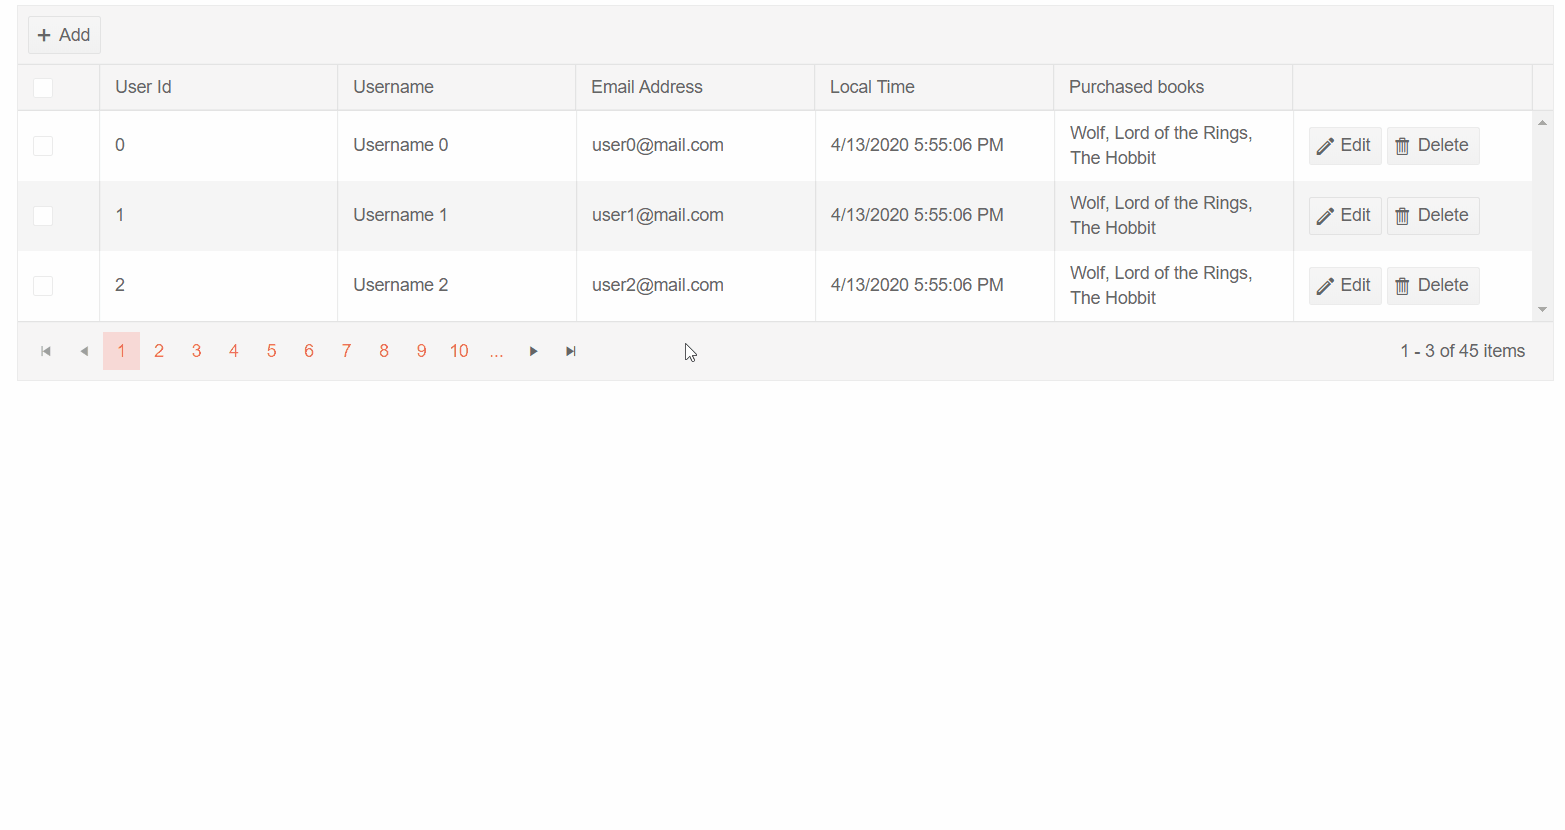 Add
User Id Username Email Address Local Time Purchased books
0 Username 0 user0@mail.com 4/13/2020 5:55:06 PM Wolf, Lord of the Rings,
The Hobbit Edit Delete
1 Username 1 user1@mail.com 4/13/2020 5:55:06 PM Wolf, Lord of the Rings,
The Hobbit Edit Delete
2 Username 2 user2@mail.com 4/13/2020 5:55:06 PM Wolf, Lord of the Rings,
The Hobbit Edit Delete
1 2 3 4 5 6 7 8 9 10 ... 1 - 3 of 45 items